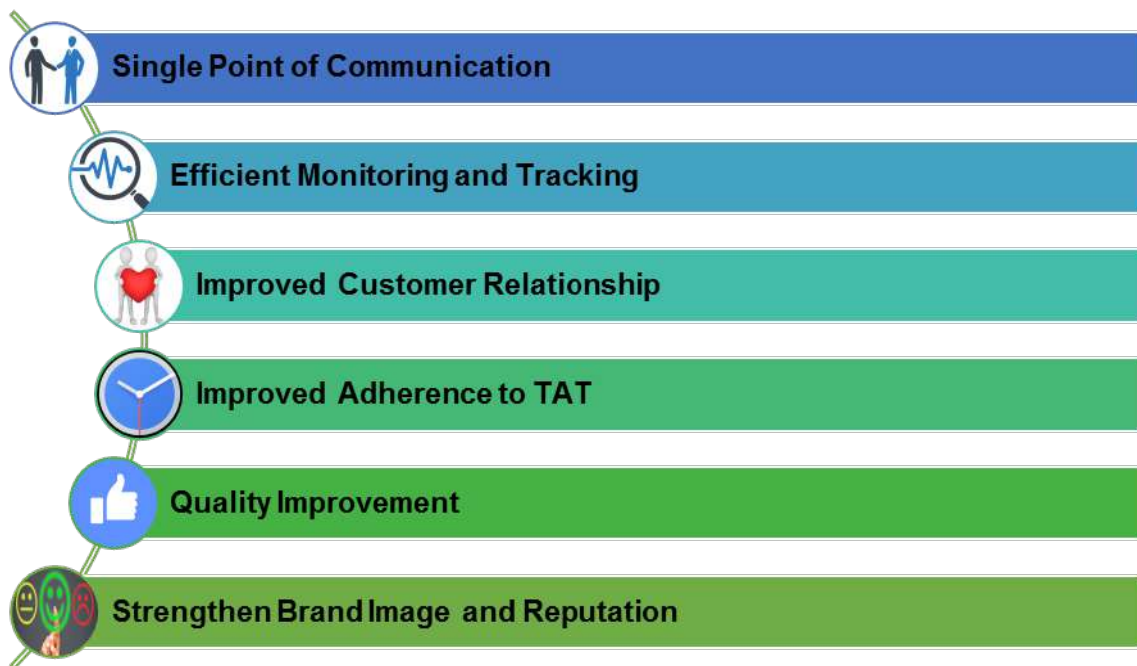 Single Point of Communication
Efficient Monitoring and Tracking
Improved Customer Relationship
Improved Adherence to TAT
Quality Improvement
Strengthen Brand Image and Reputation